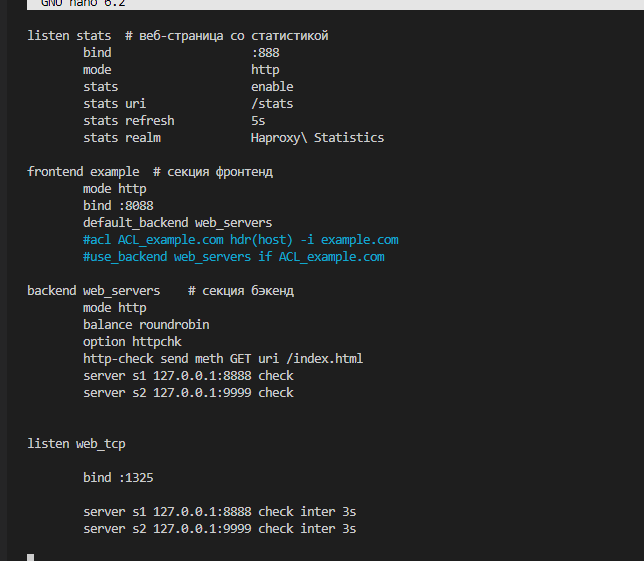 GNU nano 6.2
listen stats  # веб-страница со статистикой
        bind                    :888
        mode                    http
        stats                   enable
        stats uri               /stats
        stats refresh           5s
        stats realm             Haproxy\ Statistics
frontend example  # секция фронтенд
        mode http
        bind :8088
        default_backend web_servers
        #acl ACL_example.com hdr(host) -i example.com
        #use_backend web_servers if ACL_example.com
backend web_servers    # секция бэкенд
        mode http
        balance roundrobin
        option httpchk
        http-check send meth GET uri /index.html
        server s1 127.0.0.1:8888 check
        server s2 127.0.0.1:9999 check
listen web_tcp
        bind :1325
        server s1 127.0.0.1:8888 check inter 3s
        server s2 127.0.0.1:9999 check inter 3s